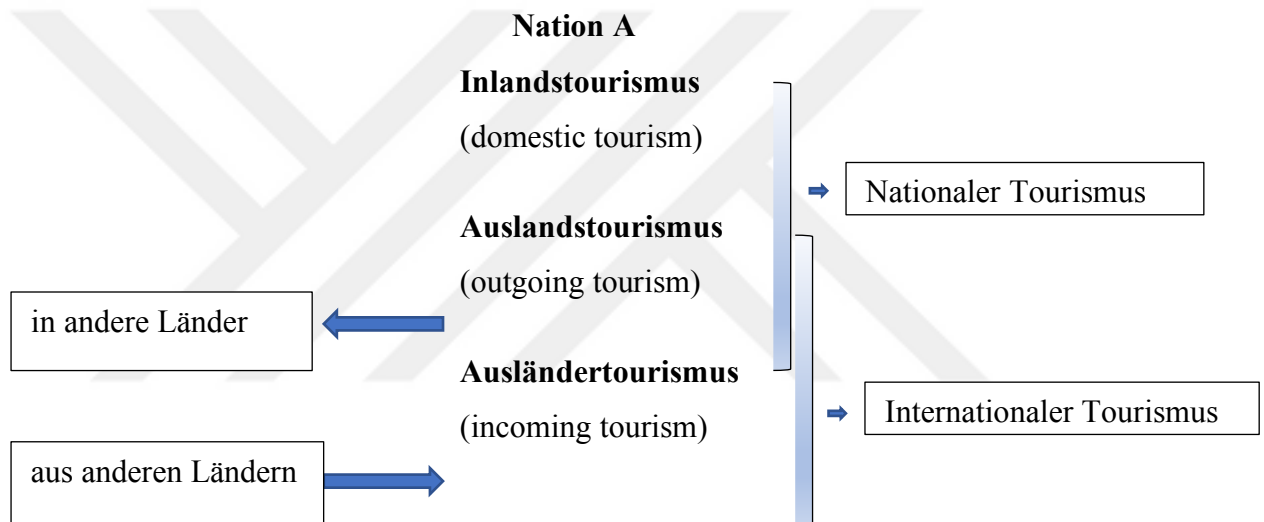 Nation A
Inlandstourismus
(domestic tourism)
Nationaler Tourismus
Auslandstourismus
(outgoing tourism)
in andere Länder
Ausländertourismus
(incoming tourism)
Internationaler Tourismus
aus anderen Ländern